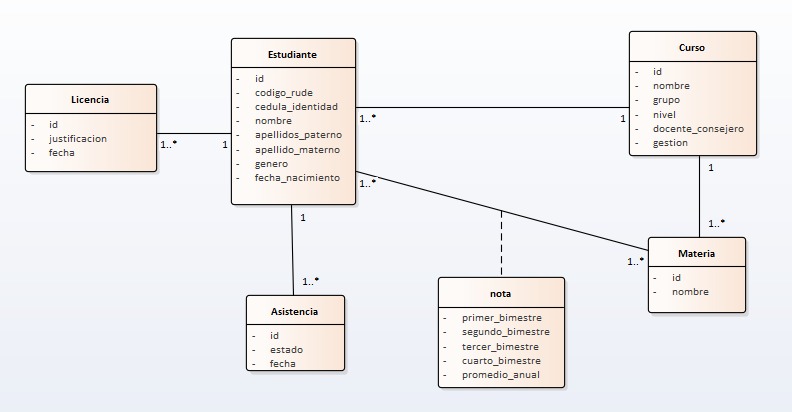 Licencia
- id
- justificacion
- fecha
1..*
1
Estudiante
- id
- codigo_rude
- cedula_identidad
- nombre
- apellidos_paterno
- apellido_materno
- genero
- fecha_nacimiento
1..*
1
Curso
- id
- nombre
- grupo
- nivel
- docente_consejero
- gestion
1
1..*
1..*
1..*
Materia
- id
- nombre
1
1..*
Asistencia
- id
- estado
- fecha
nota
- primer_bimestre
- segundo_bimestre
- tercer_bimestre
- cuarto_bimestre
- promedio_anual